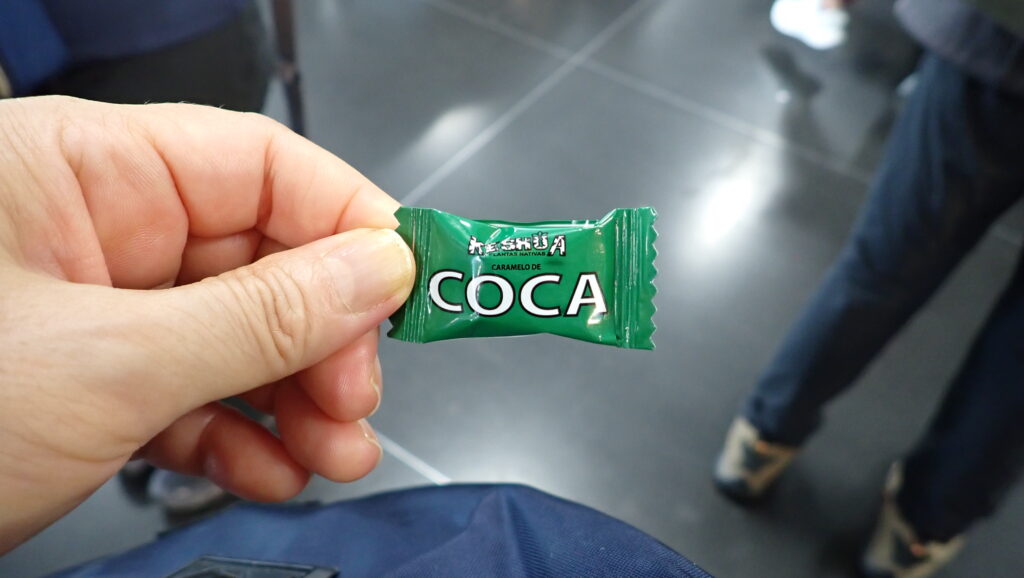 KESHUA
PLANTAS NATIVAS
CARAMELO DE
COCA